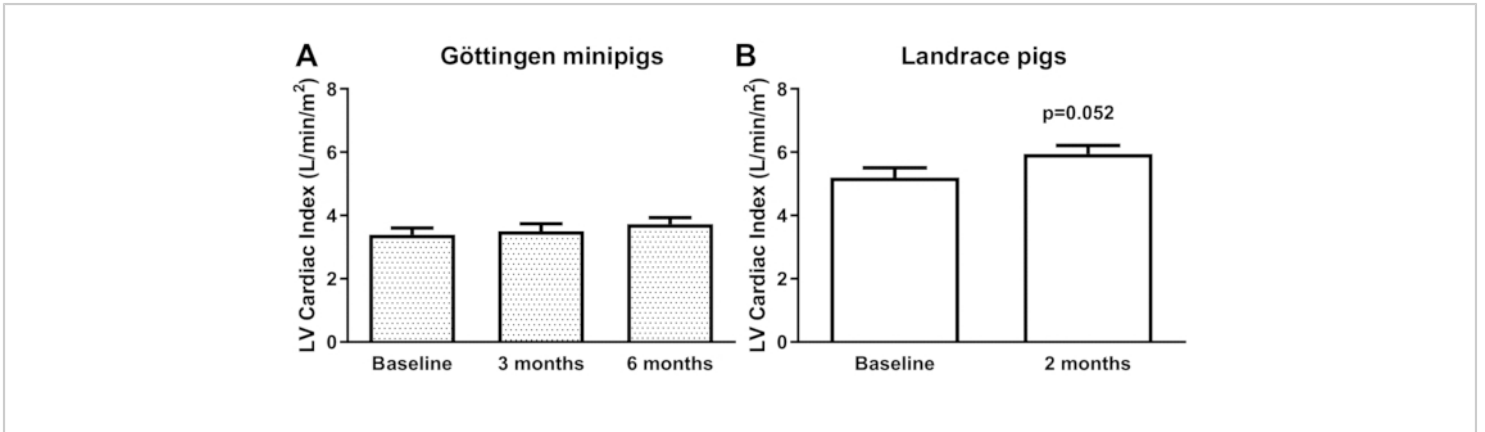 A
Göttingen minipigs
LV Cardiac Index (L/min/m²)
8
6
4
2
0
Baseline
3 months
6 months
B
Landrace pigs
LV Cardiac Index (L/min/m²)
8
6
4
2
0
p=0.052
Baseline
2 months